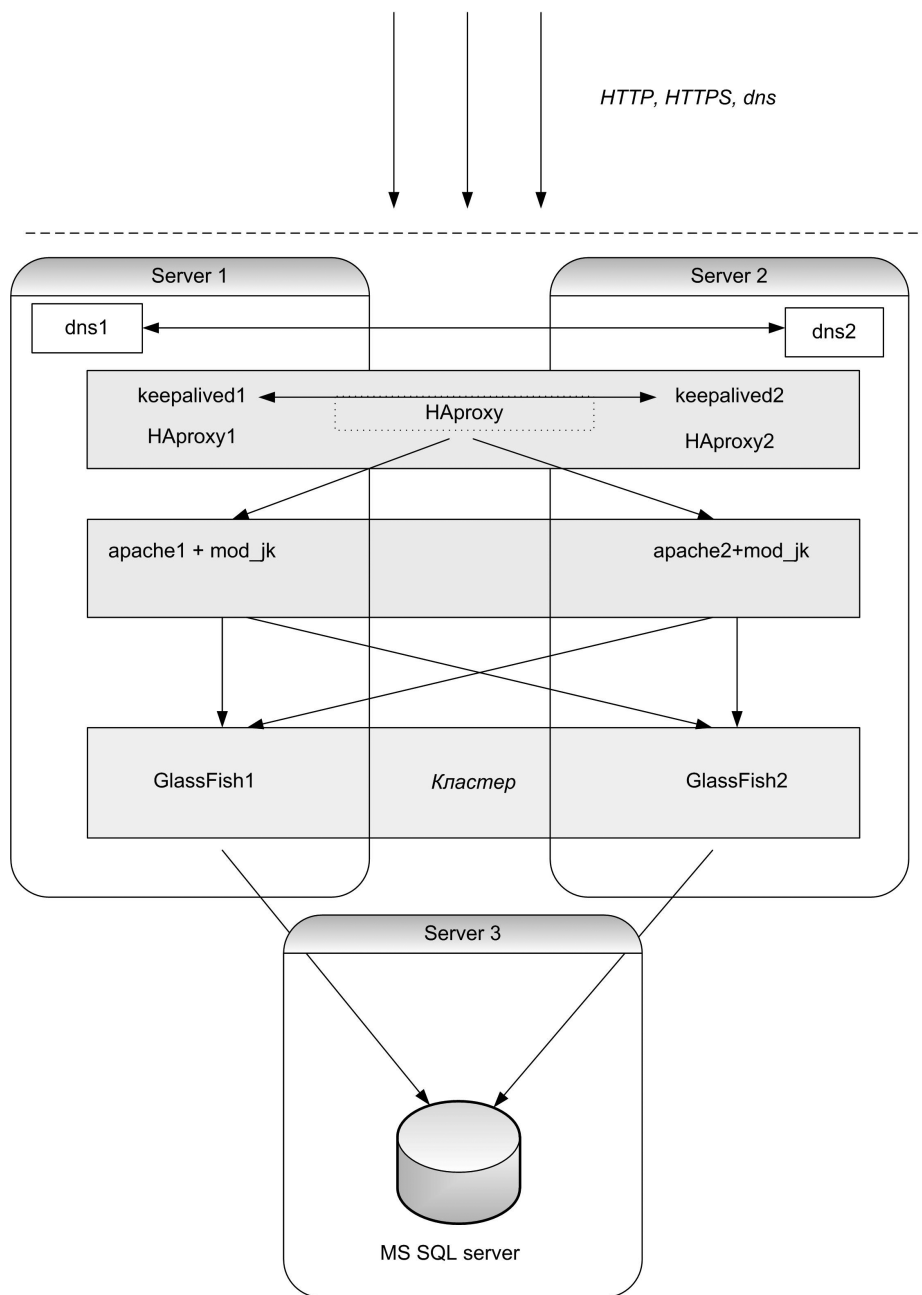 HTTP, HTTPS, dns
Server 1
Server 2
dns1
dns2
keepalived1
keepalived2
HAproxy
HAproxy1
HAproxy2
apache1 + mod_jk
apache2+mod_jk
GlassFish1
Кластер
GlassFish2
Server 3
MS SQL server